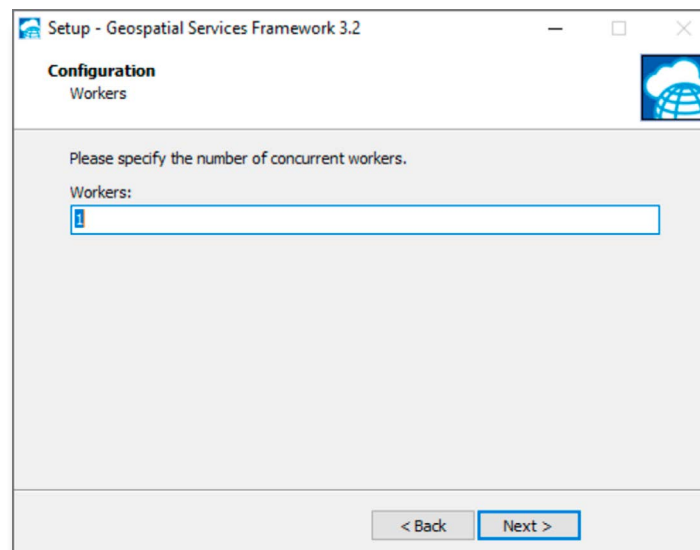 Setup - Geospatial Services Framework 3.2
Configuration
Workers
Please specify the number of concurrent workers.
Workers:
1
< Back
Next >